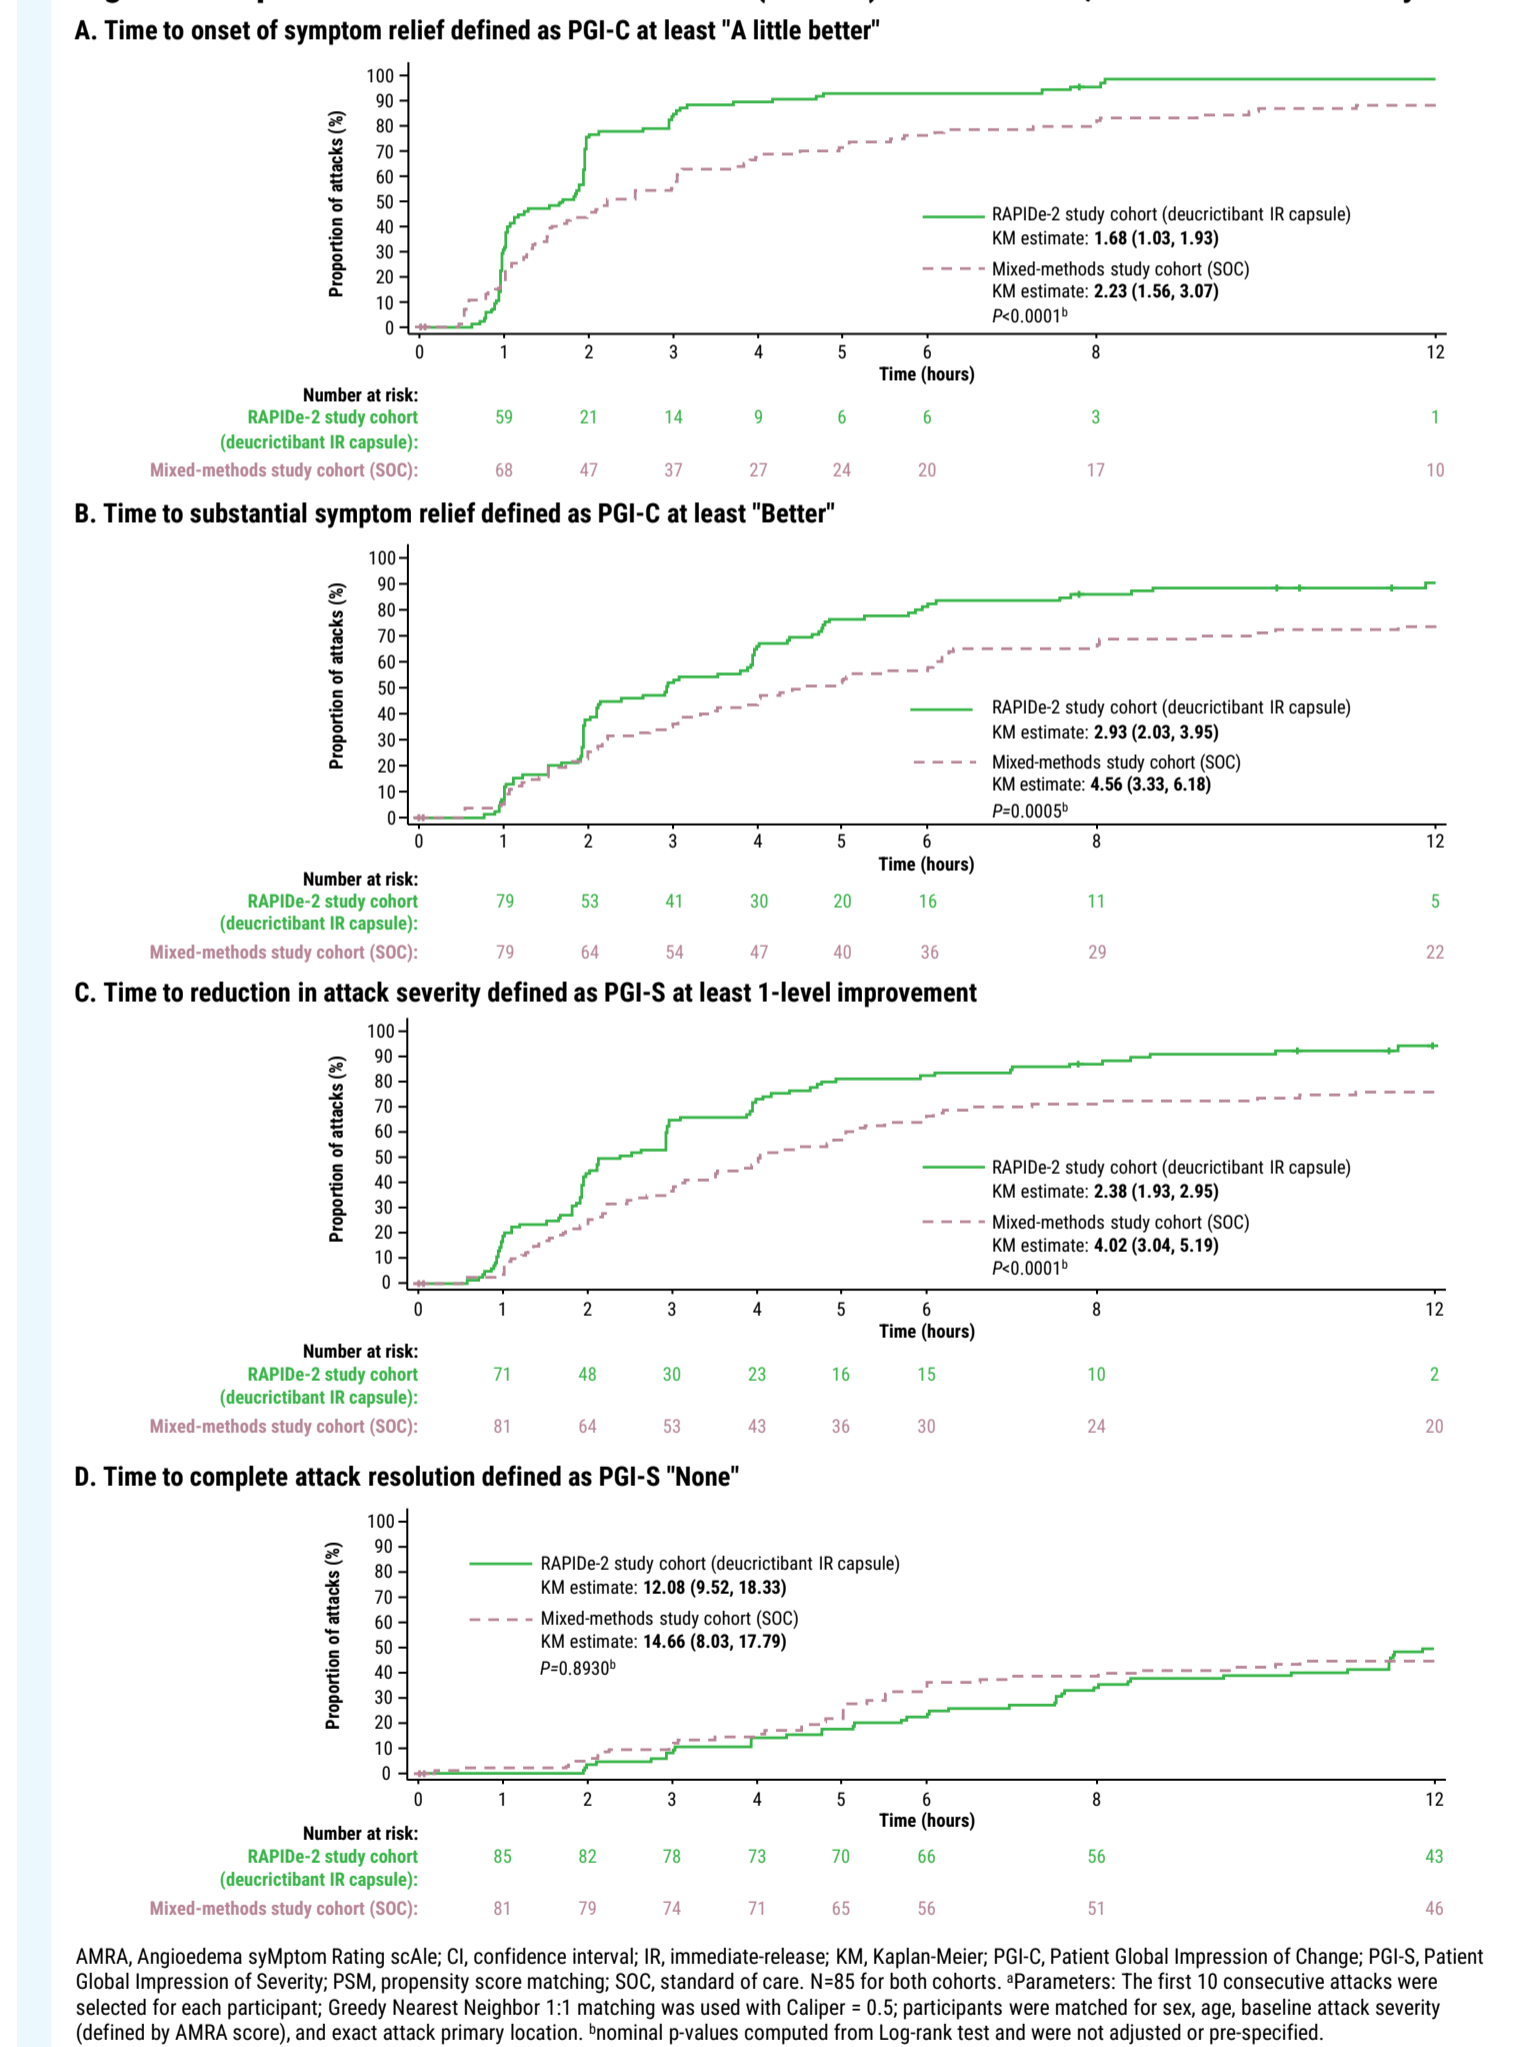 A. Time to onset of symptom relief defined as PGI-C at least "A little better"
100
90
80
70
60
50
40
30
20
10
0
Proportion of attacks (%)
RAPIDe-2 study cohort (deucrictibant IR capsule)
KM estimate: 1.68 (1.03, 1.93)
Mixed-methods study cohort (SOC)
KM estimate: 2.23 (1.56, 3.07)
P<0.0001ᵇ
0 1 2 3 4 5 6 8 12
Time (hours)
Number at risk:
RAPIDe-2 study cohort 59 21 14 9 6 6 3 1
(deucrictibant IR capsule):
Mixed-methods study cohort (SOC): 68 47 37 27 24 20 17 10
B. Time to substantial symptom relief defined as PGI-C at least "Better"
100
90
80
70
60
50
40
30
20
10
0
Proportion of attacks (%)
RAPIDe-2 study cohort (deucrictibant IR capsule)
KM estimate: 2.93 (2.03, 3.95)
Mixed-methods study cohort (SOC)
KM estimate: 4.56 (3.33, 6.18)
P=0.0005ᵇ
0 1 2 3 4 5 6 8 12
Time (hours)
Number at risk:
RAPIDe-2 study cohort 79 53 41 30 20 16 11 5
(deucrictibant IR capsule):
Mixed-methods study cohort (SOC): 79 64 54 47 40 36 29 22
C. Time to reduction in attack severity defined as PGI-S at least 1-level improvement
100
90
80
70
60
50
40
30
20
10
0
Proportion of attacks (%)
RAPIDe-2 study cohort (deucrictibant IR capsule)
KM estimate: 2.38 (1.93, 2.95)
Mixed-methods study cohort (SOC)
KM estimate: 4.02 (3.04, 5.19)
P<0.0001ᵇ
0 1 2 3 4 5 6 8 12
Time (hours)
Number at risk:
RAPIDe-2 study cohort 71 48 30 23 16 15 10 2
(deucrictibant IR capsule):
Mixed-methods study cohort (SOC): 81 64 53 43 36 30 24 20
D. Time to complete attack resolution defined as PGI-S "None"
100
90
80
70
60
50
40
30
20
10
0
Proportion of attacks (%)
RAPIDe-2 study cohort (deucrictibant IR capsule)
KM estimate: 12.08 (9.52, 18.33)
Mixed-methods study cohort (SOC)
KM estimate: 14.66 (8.03, 17.79)
P=0.8930ᵇ
0 1 2 3 4 5 6 8 12
Time (hours)
Number at risk:
RAPIDe-2 study cohort 85 82 78 73 70 66 56 43
(deucrictibant IR capsule):
Mixed-methods study cohort (SOC): 81 79 74 71 65 56 51 46
AMRA, Angioedema syMptom Rating scAle; CI, confidence interval; IR, immediate-release; KM, Kaplan-Meier; PGI-C, Patient Global Impression of Change; PGI-S, Patient
Global Impression of Severity; PSM, propensity score matching; SOC, standard of care. N=85 for both cohorts. ᵃParameters: The first 10 consecutive attacks were
selected for each participant; Greedy Nearest Neighbor 1:1 matching was used with Caliper = 0.5; participants were matched for sex, age, baseline attack severity
(defined by AMRA score), and exact attack primary location. ᵇnominal p-values computed from Log-rank test and were not adjusted or pre-specified.